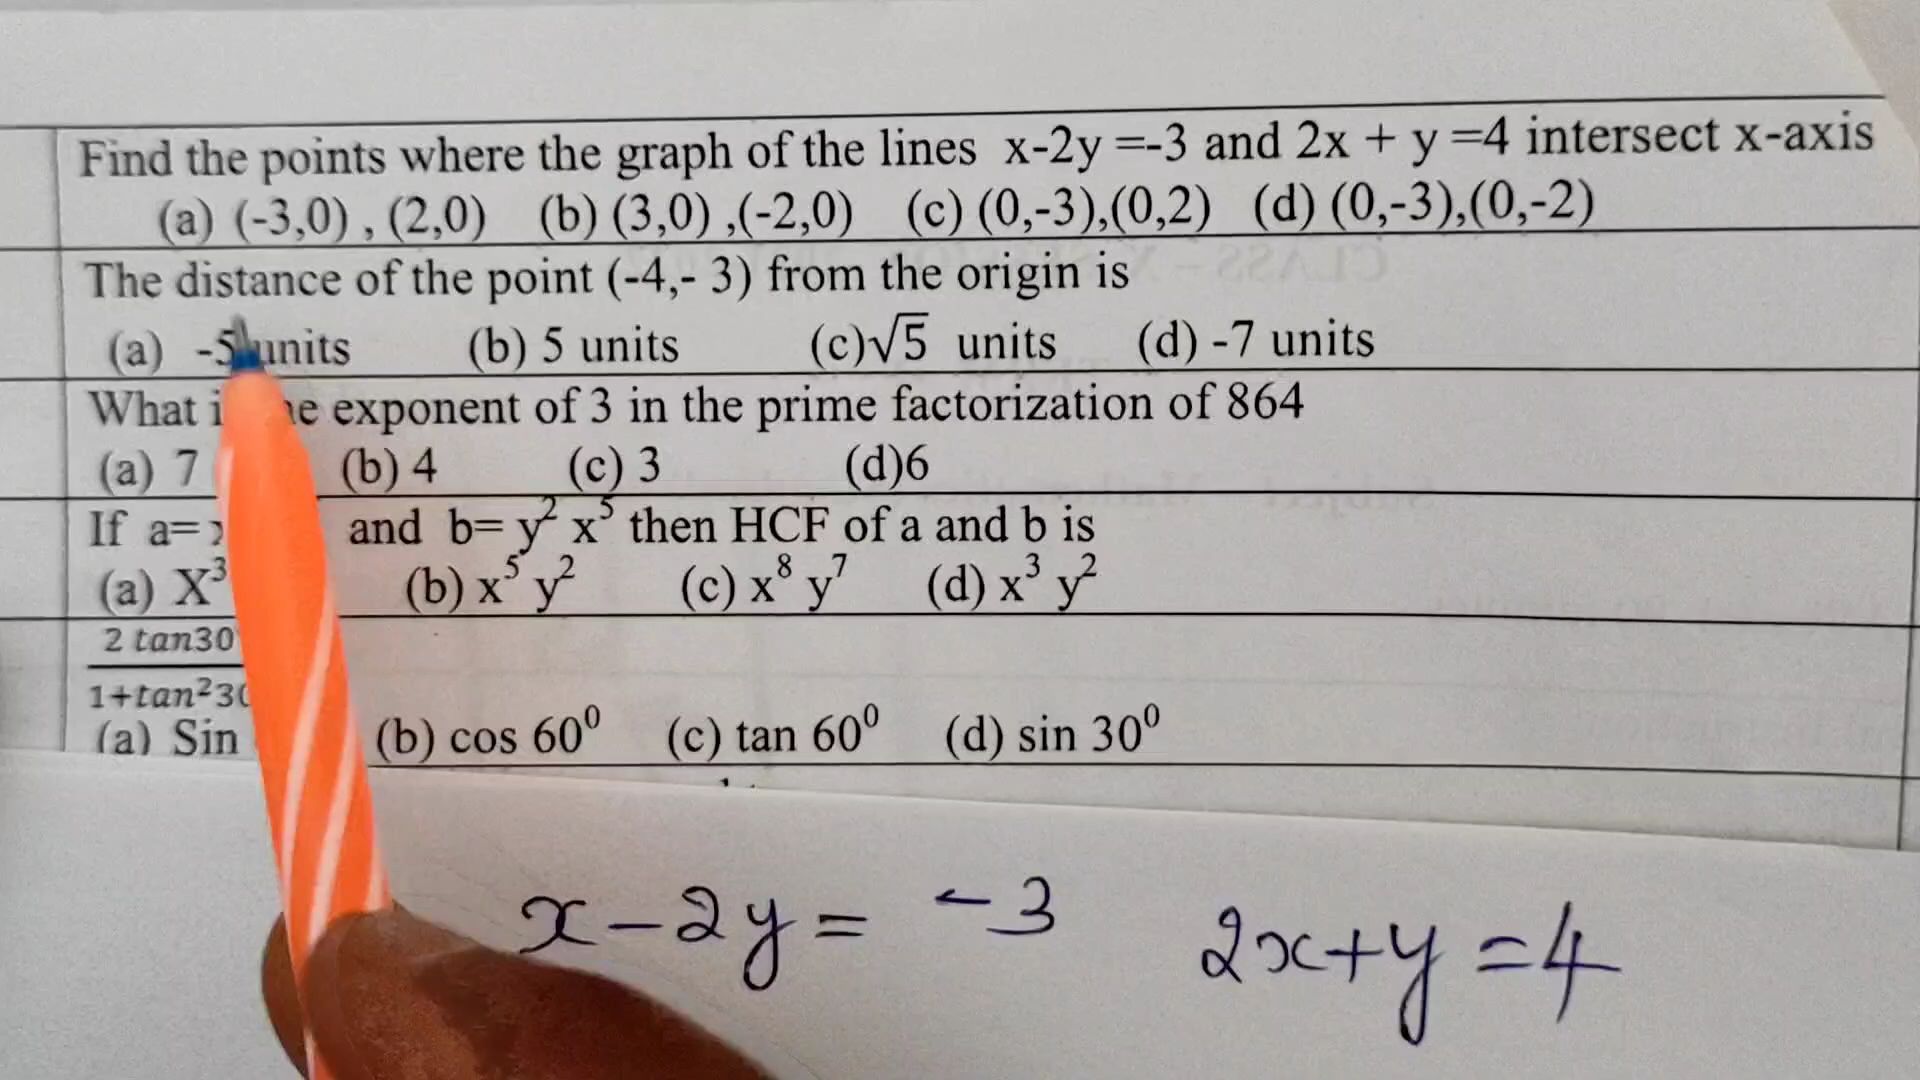 Find the points where the graph of the lines x-2y =-3 and 2x + y =4 intersect x-axis
(a) (-3,0) , (2,0) (b) (3,0) ,(-2,0) (c) (0,-3),(0,2) (d) (0,-3),(0,-2)
The distance of the point (-4,- 3) from the origin is
(a) -5 units (b) 5 units (c)√5 units (d) -7 units
What exponent of 3 in the prime factorization of 864
(a) 7 (b) 4 (c) 3 (d)6
If a= and b= y² x⁵ then HCF of a and b is
(a) X³ (b) x⁵ y² (c) x⁸ y⁷ (d) x³ y²
2 tan30
1+tan²30
(a) Sin (b) cos 60⁰ (c) tan 60⁰ (d) sin 30⁰
x-2y= -3 2x+y=4